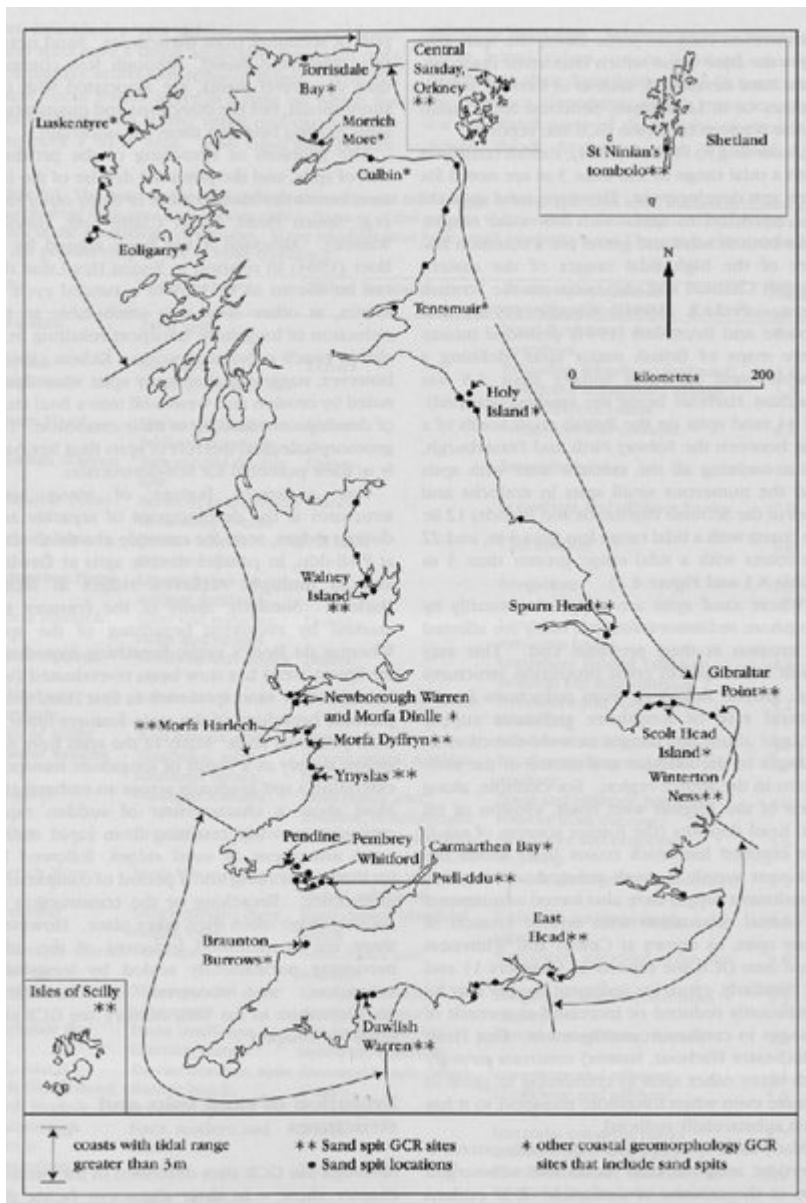 Torrisdale
Bay*
Central
Sanday,
Orkney
**
Luskentyre*
Morrich
More*
St Ninian's
tombolo**
Shetland
Culbin*
Eoligarry*
N
Tentsmuir*
0
200
kilometres
Holy
Island*
Walney
Island
**
Spurn Head**
Gibraltar
Point**
Newborough Warren
and Morfa Dinlle*
**Morfa Harlech
Scolt Head
Island*
Morfa Dyffryn**
Winterton
Ness**
Ynyslas**
Pendine
Pembrey
Whitford
Carmarthen Bay*
Pwll-ddu**
Braunton
Burrows*
East
Head**
Isles of Scilly
**
Dawlish
Warren**
coasts with tidal range
greater than 3m
** Sand spit GCR sites
• Sand spit locations
* other coastal geomorphology GCR
sites that include sand spits